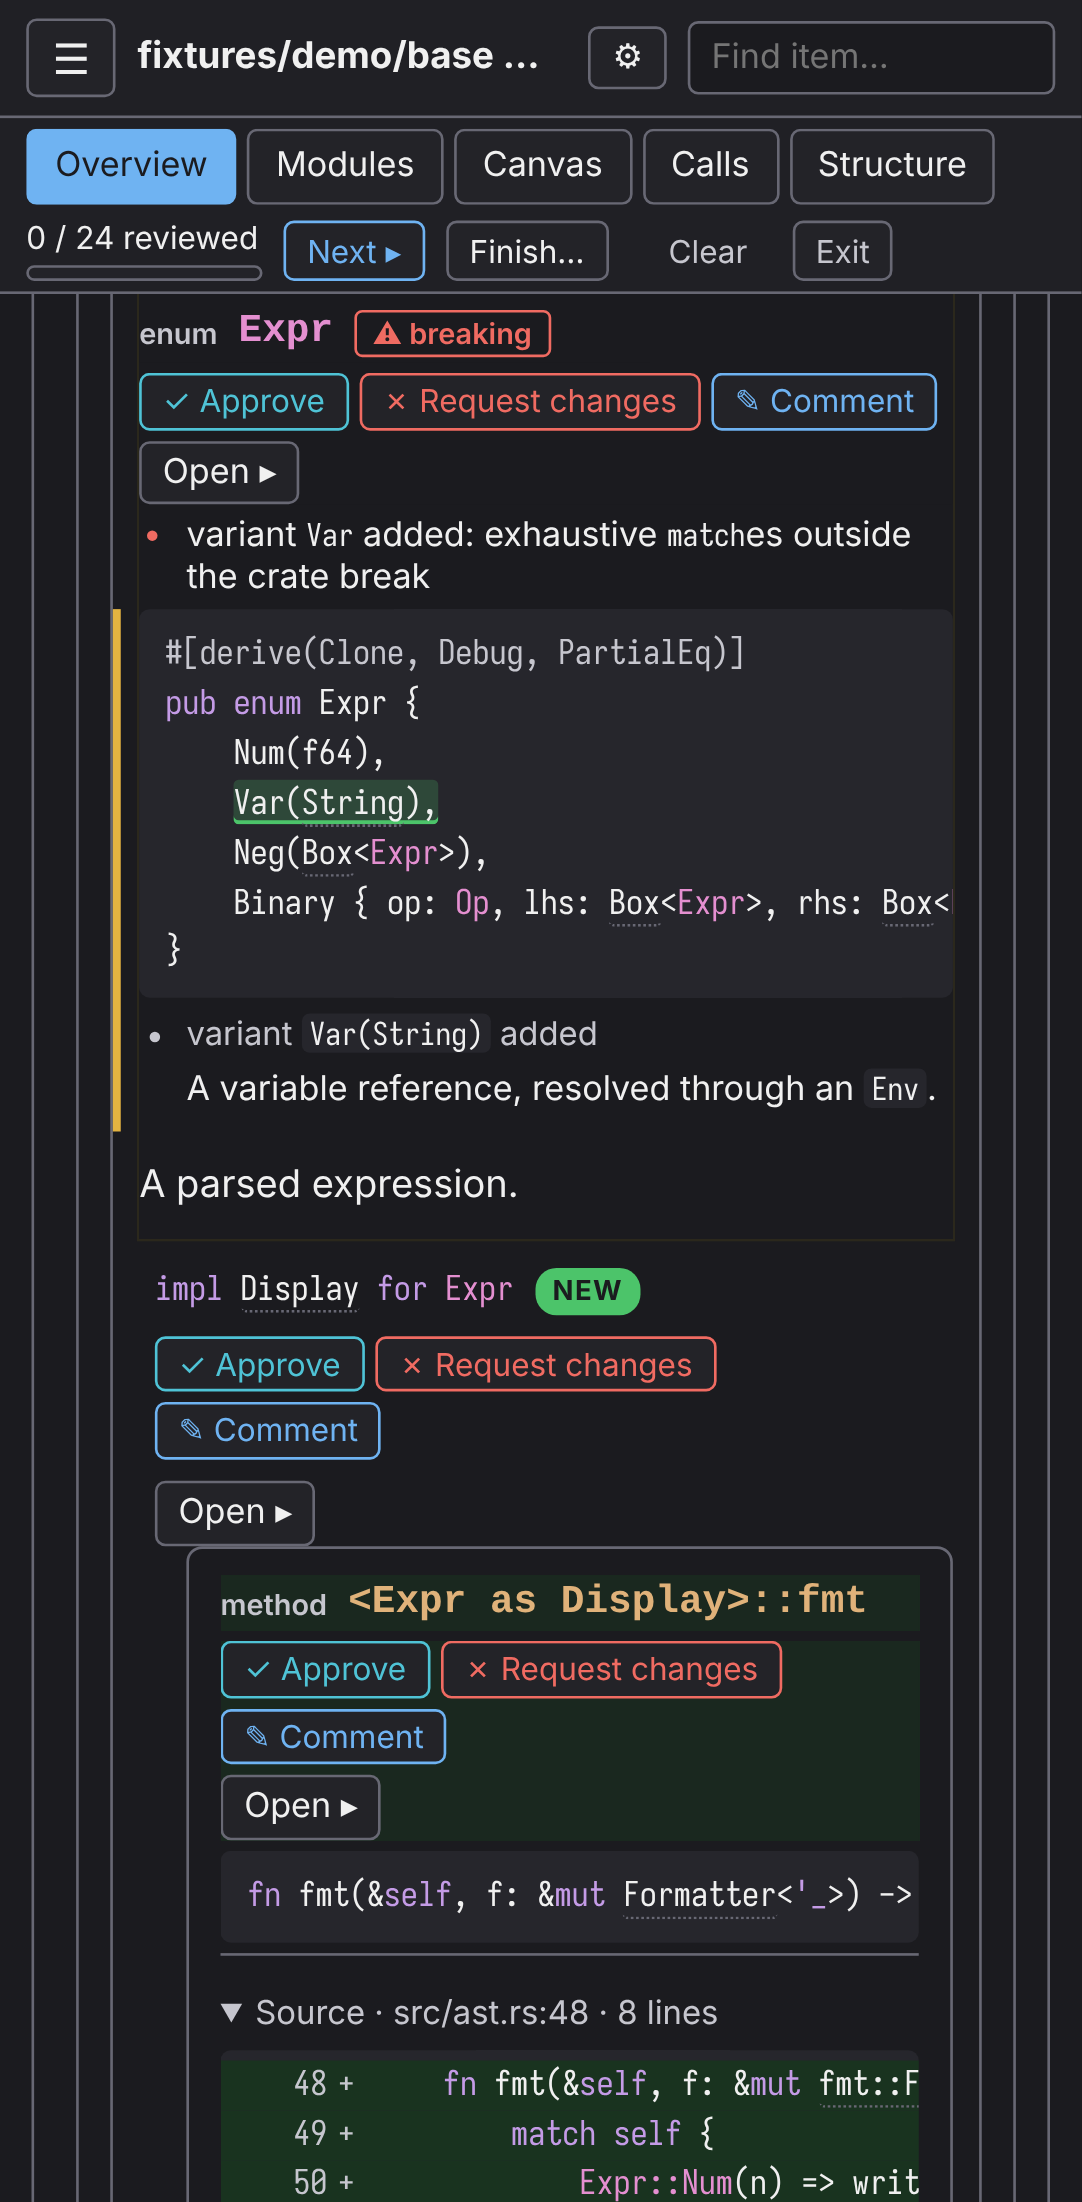 ☰ fixtures/demo/base ... ⚙ Find item...
Overview Modules Canvas Calls Structure
0 / 24 reviewed Next ▸ Finish... Clear Exit
enum Expr ⚠ breaking
✓ Approve × Request changes ✎ Comment
Open ▸
• variant Var added: exhaustive matches outside
the crate break
#[derive(Clone, Debug, PartialEq)]
pub enum Expr {
    Num(f64),
    Var(String),
    Neg(Box<Expr>),
    Binary { op: Op, lhs: Box<Expr>, rhs: Box<
}
• variant Var(String) added
A variable reference, resolved through an Env.
A parsed expression.
impl Display for Expr NEW
✓ Approve × Request changes
✎ Comment
Open ▸
method <Expr as Display>::fmt
✓ Approve × Request changes
✎ Comment
Open ▸
fn fmt(&self, f: &mut Formatter<'_>) ->
▼ Source · src/ast.rs:48 · 8 lines
48 +     fn fmt(&self, f: &mut fmt::F
49 +         match self {
50 +             Expr::Num(n) => writ